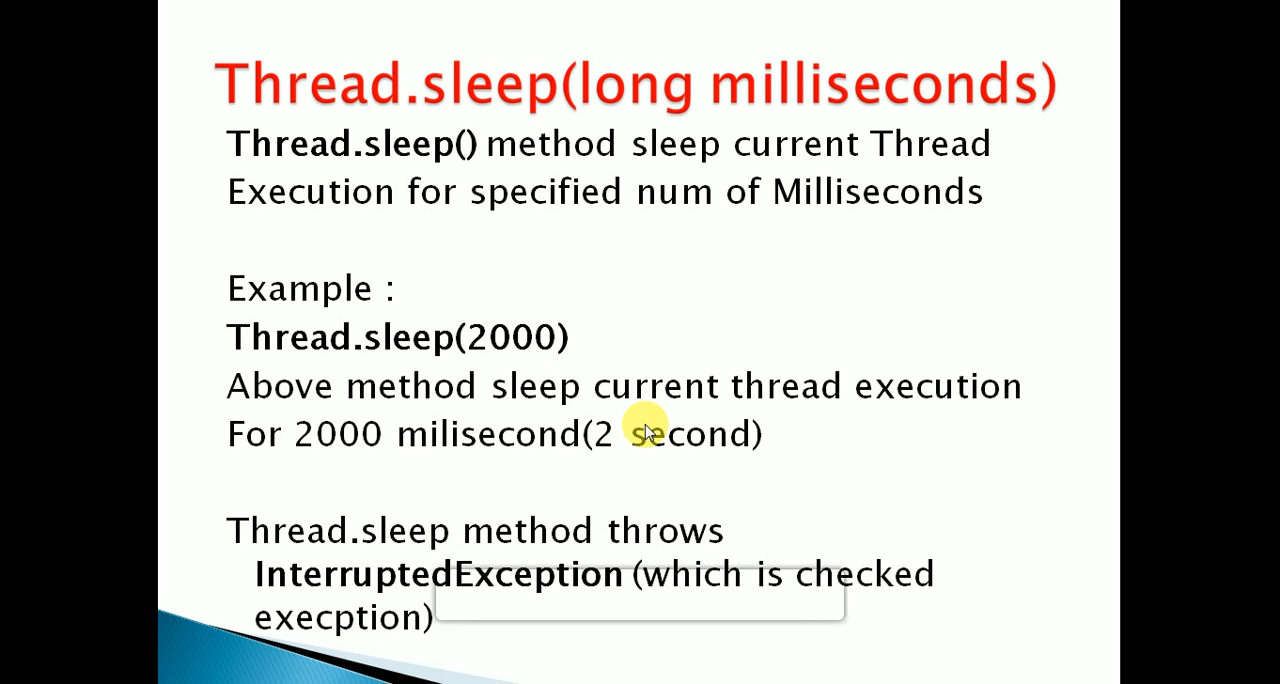 Thread.sleep(long milliseconds)
Thread.sleep() method sleep current Thread
Execution for specified num of Milliseconds
Example :
Thread.sleep(2000)
Above method sleep current thread execution
For 2000 milisecond(2 second)
Thread.sleep method throws
InterruptedException (which is checked
execption)